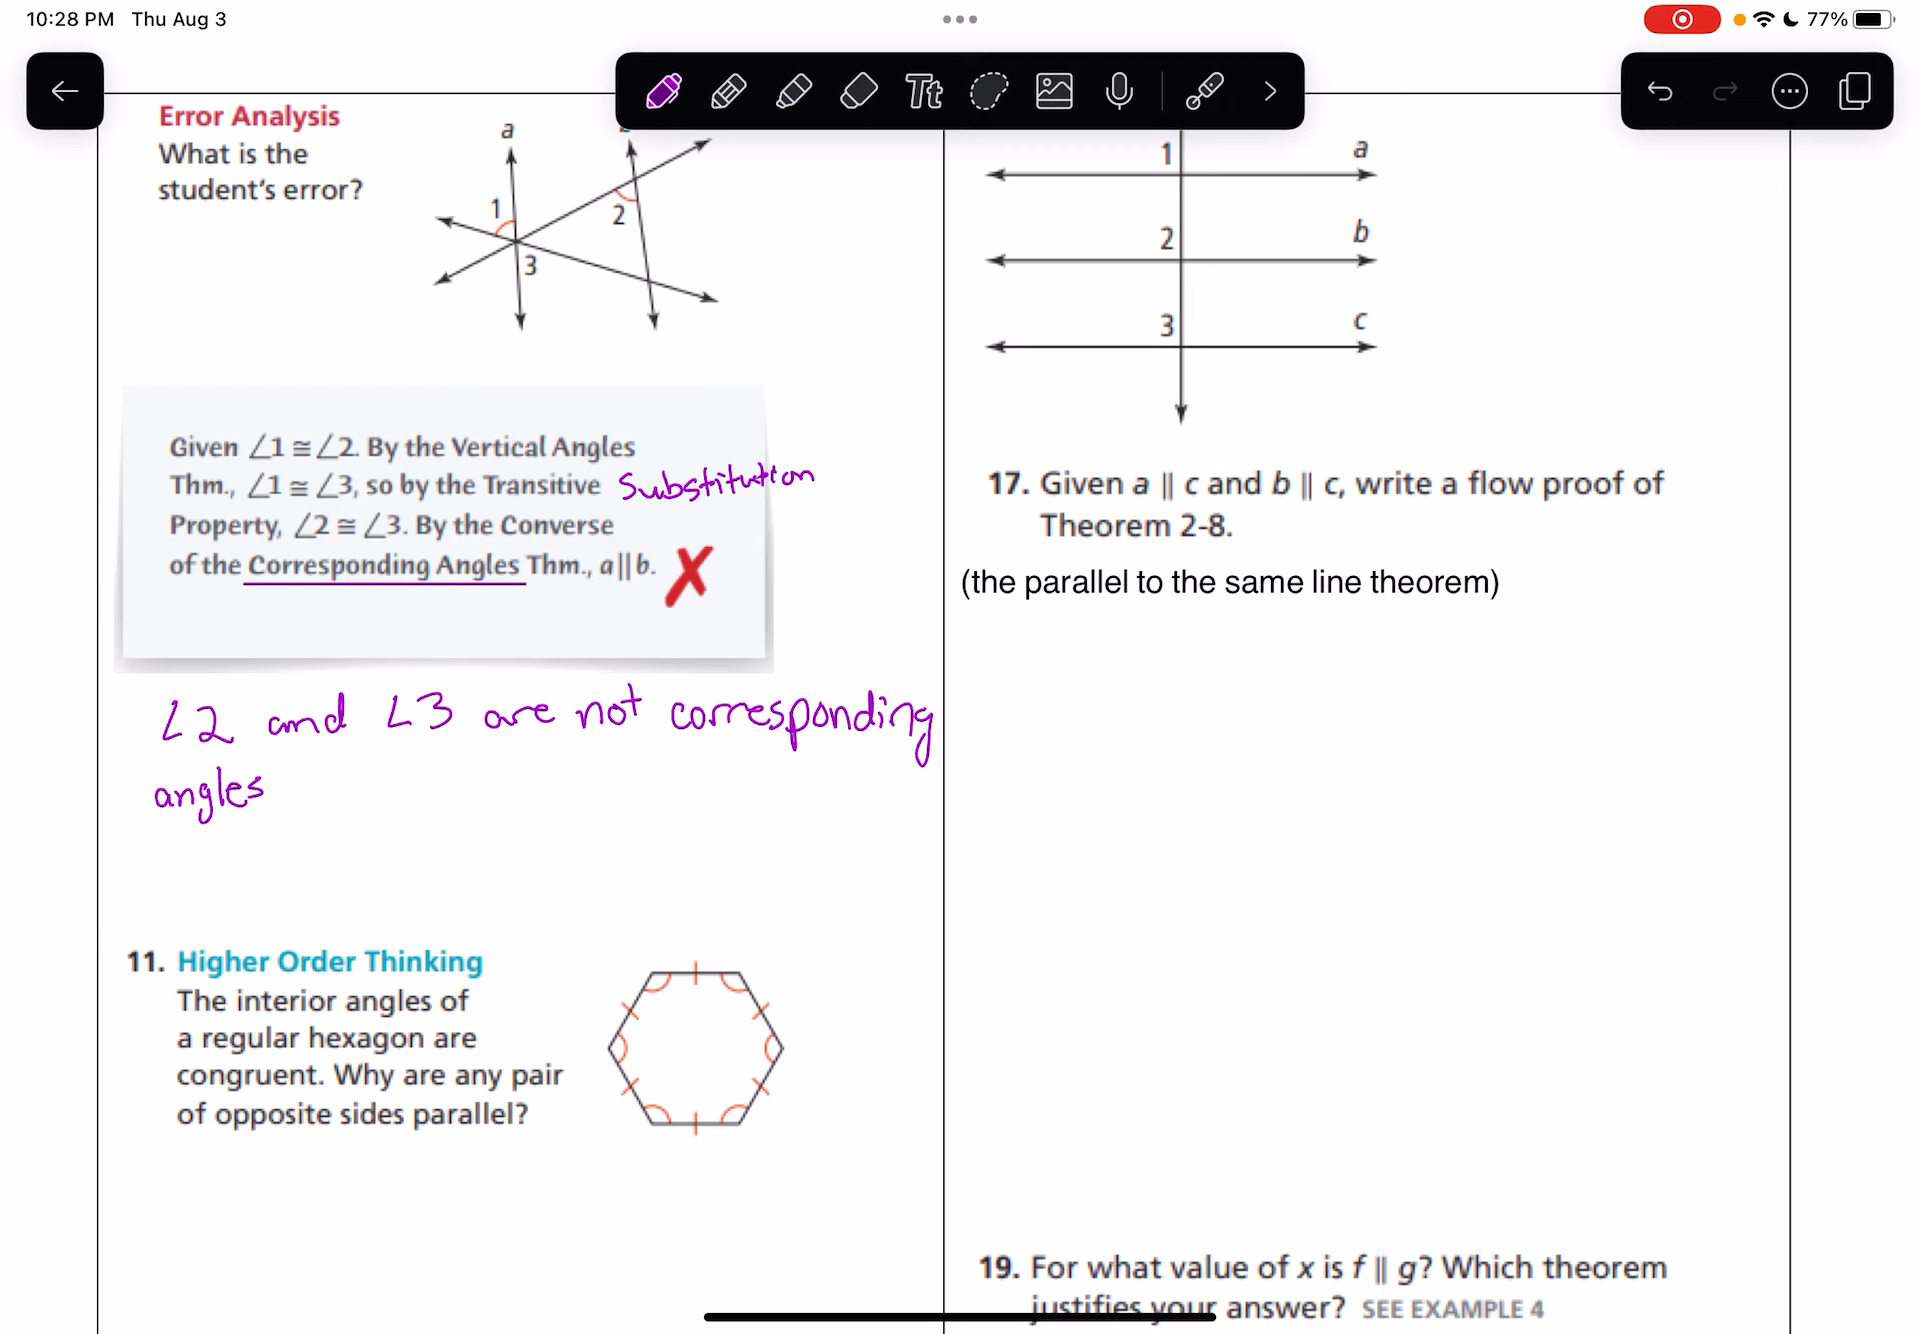 10:28 PM Thu Aug 3
77%
Tt
Error Analysis
What is the
student's error?
a
1
2
3
Given ∠1 ≅ ∠2. By the Vertical Angles
Thm., ∠1 ≅ ∠3, so by the Transitive Substitution
Property, ∠2 ≅ ∠3. By the Converse
of the Corresponding Angles Thm., a || b.
✗
∠2 and ∠3 are not corresponding
angles
11. Higher Order Thinking
The interior angles of
a regular hexagon are
congruent. Why are any pair
of opposite sides parallel?
1 a
2 b
3 c
17. Given a || c and b || c, write a flow proof of
Theorem 2-8.
(the parallel to the same line theorem)
19. For what value of x is f || g? Which theorem
justifies your answer? SEE EXAMPLE 4